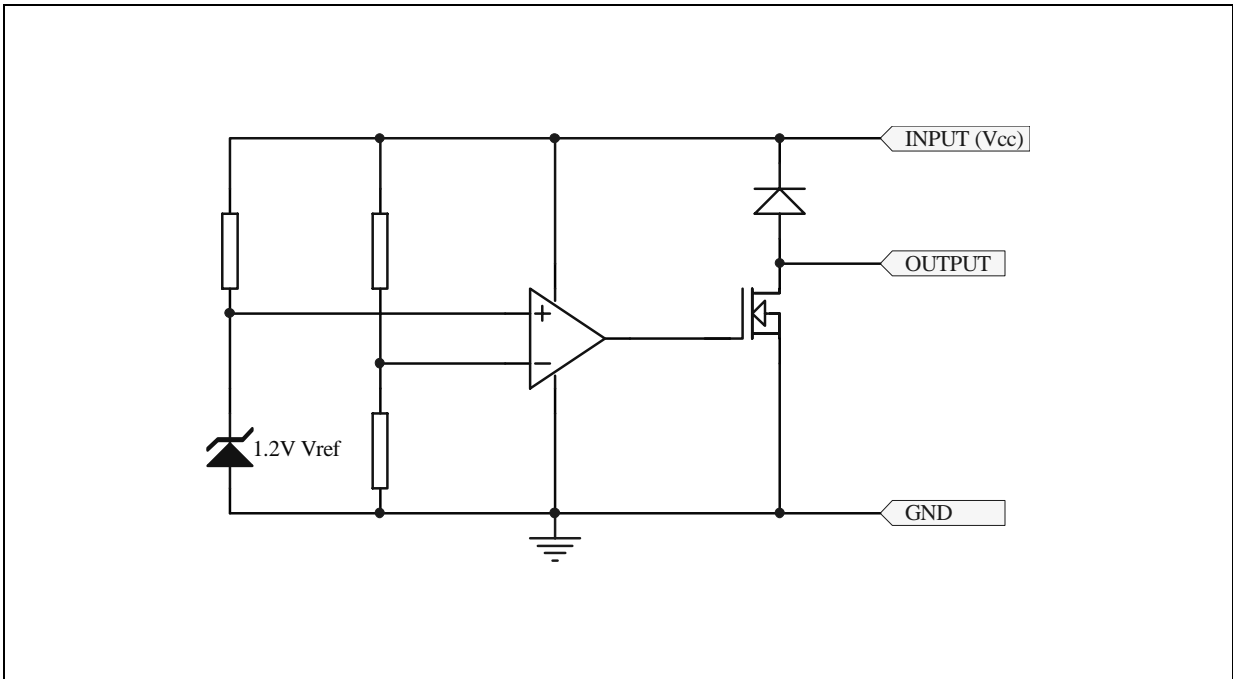 INPUT (Vcc)
OUTPUT
1.2V Vref
GND